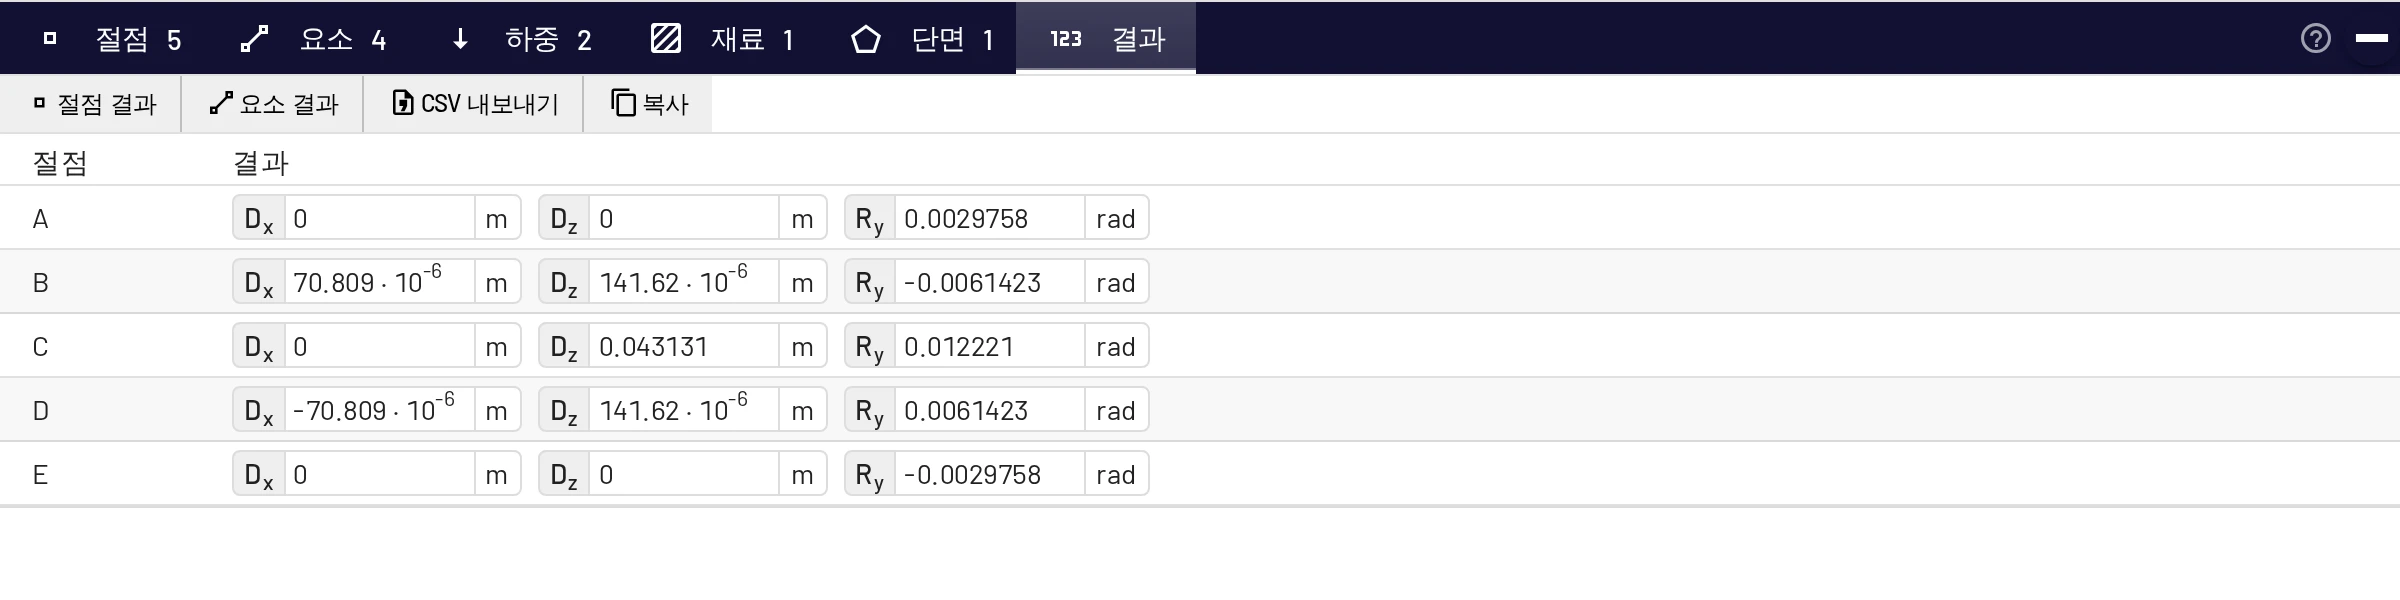 절점 5 요소 4 하중 2 재료 1 단면 1 123 결과
절점 결과 요소 결과 CSV 내보내기 복사
절점 결과
A Dx 0 m Dz 0 m Ry 0.0029758 rad
B Dx 70.809 · 10⁻⁶ m Dz 141.62 · 10⁻⁶ m Ry -0.0061423 rad
C Dx 0 m Dz 0.043131 m Ry 0.012221 rad
D Dx -70.809 · 10⁻⁶ m Dz 141.62 · 10⁻⁶ m Ry 0.0061423 rad
E Dx 0 m Dz 0 m Ry -0.0029758 rad